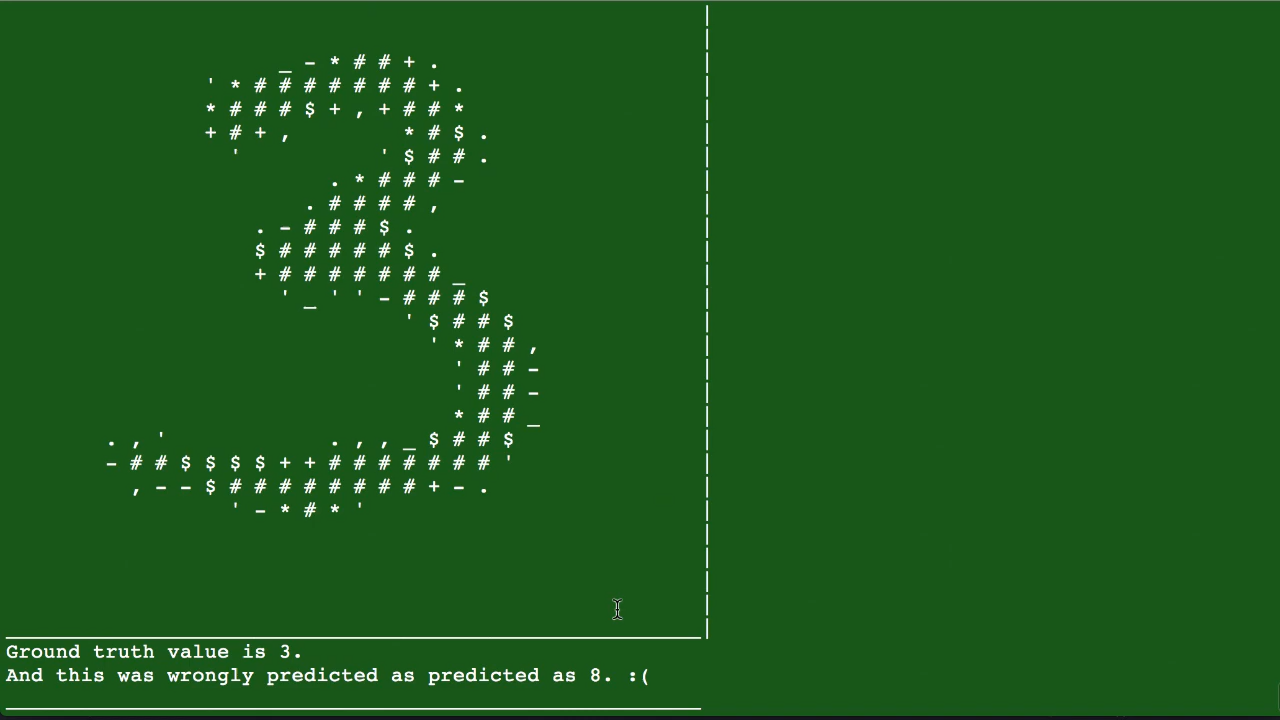 Ground truth value is 3.
And this was wrongly predicted as predicted as 8. :(